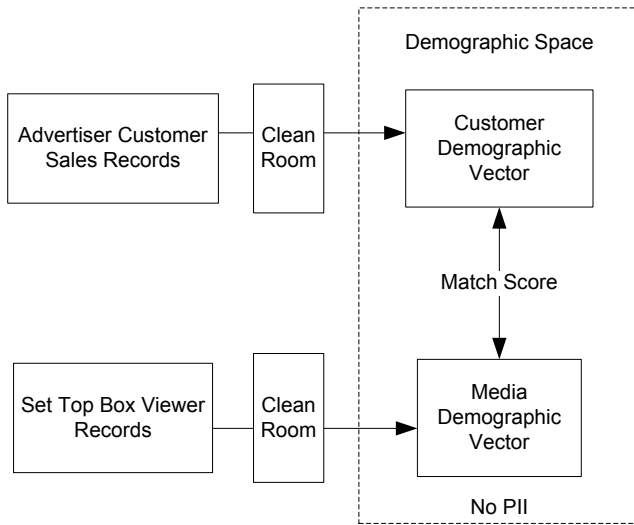 Demographic Space
Advertiser Customer
Sales Records
Clean
Room
Customer
Demographic
Vector
Match Score
Set Top Box Viewer
Records
Clean
Room
Media
Demographic
Vector
No PII